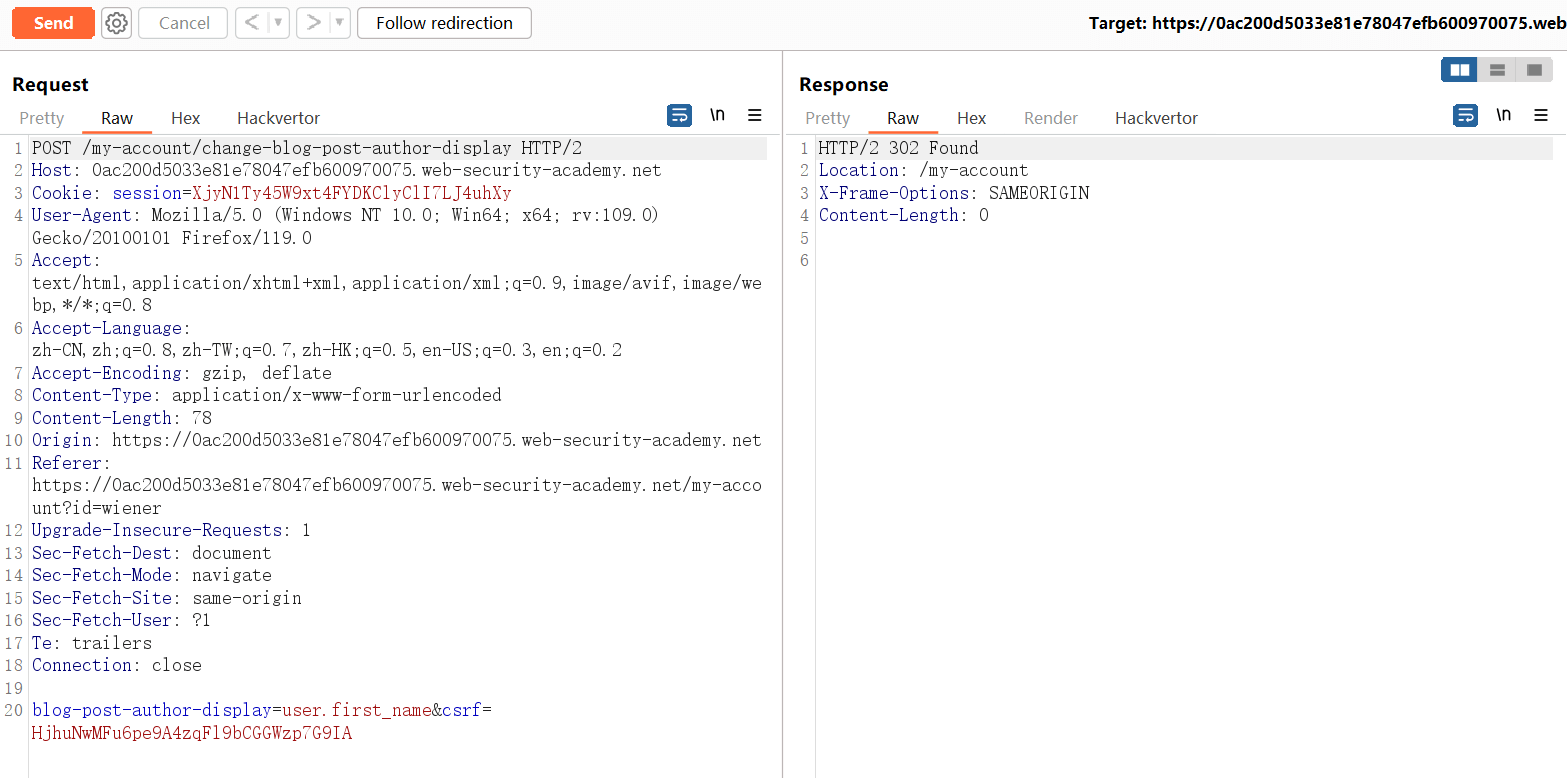 Send Cancel < > Follow redirection Target: https://0ac200d5033e81e78047efb600970075.web
Request
Pretty Raw Hex Hackvertor \n
1 POST /my-account/change-blog-post-author-display HTTP/2
2 Host: 0ac200d5033e81e78047efb600970075.web-security-academy.net
3 Cookie: session=XjyN1Ty45W9xt4FYDKClyClI7LJ4uhXy
4 User-Agent: Mozilla/5.0 (Windows NT 10.0; Win64; x64; rv:109.0)
Gecko/20100101 Firefox/119.0
5 Accept:
text/html,application/xhtml+xml,application/xml;q=0.9,image/avif,image/we
bp,*/*;q=0.8
6 Accept-Language:
zh-CN,zh;q=0.8,zh-TW;q=0.7,zh-HK;q=0.5,en-US;q=0.3,en;q=0.2
7 Accept-Encoding: gzip, deflate
8 Content-Type: application/x-www-form-urlencoded
9 Content-Length: 78
10 Origin: https://0ac200d5033e81e78047efb600970075.web-security-academy.net
11 Referer:
https://0ac200d5033e81e78047efb600970075.web-security-academy.net/my-acco
unt?id=wiener
12 Upgrade-Insecure-Requests: 1
13 Sec-Fetch-Dest: document
14 Sec-Fetch-Mode: navigate
15 Sec-Fetch-Site: same-origin
16 Sec-Fetch-User: ?1
17 Te: trailers
18 Connection: close
19
20 blog-post-author-display=user.first_name&csrf=
HjhuNwMFu6pe9A4zqFl9bCGGWzp7G9IA
Response
Pretty Raw Hex Render Hackvertor \n
1 HTTP/2 302 Found
2 Location: /my-account
3 X-Frame-Options: SAMEORIGIN
4 Content-Length: 0
5
6